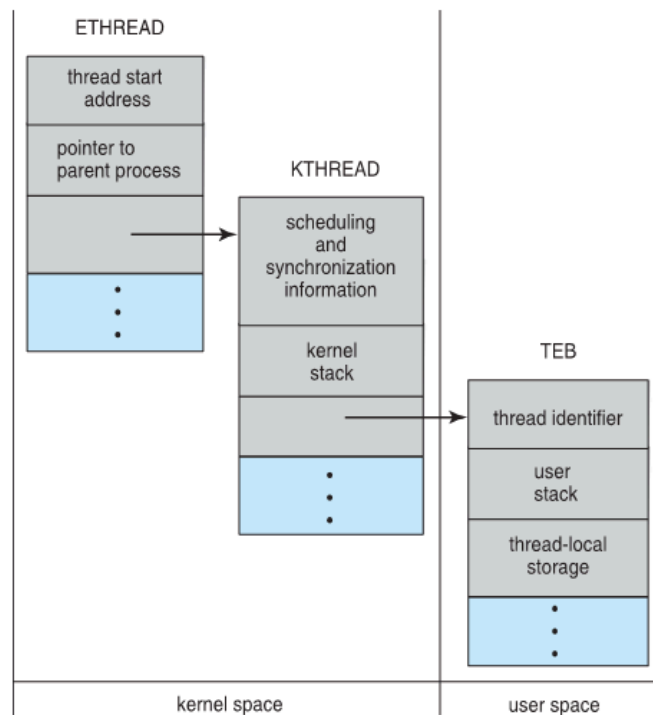 ETHREAD
thread start
address
pointer to
parent process
KTHREAD
scheduling
and
synchronization
information
kernel
stack
TEB
thread identifier
user
stack
thread-local
storage
kernel space
user space